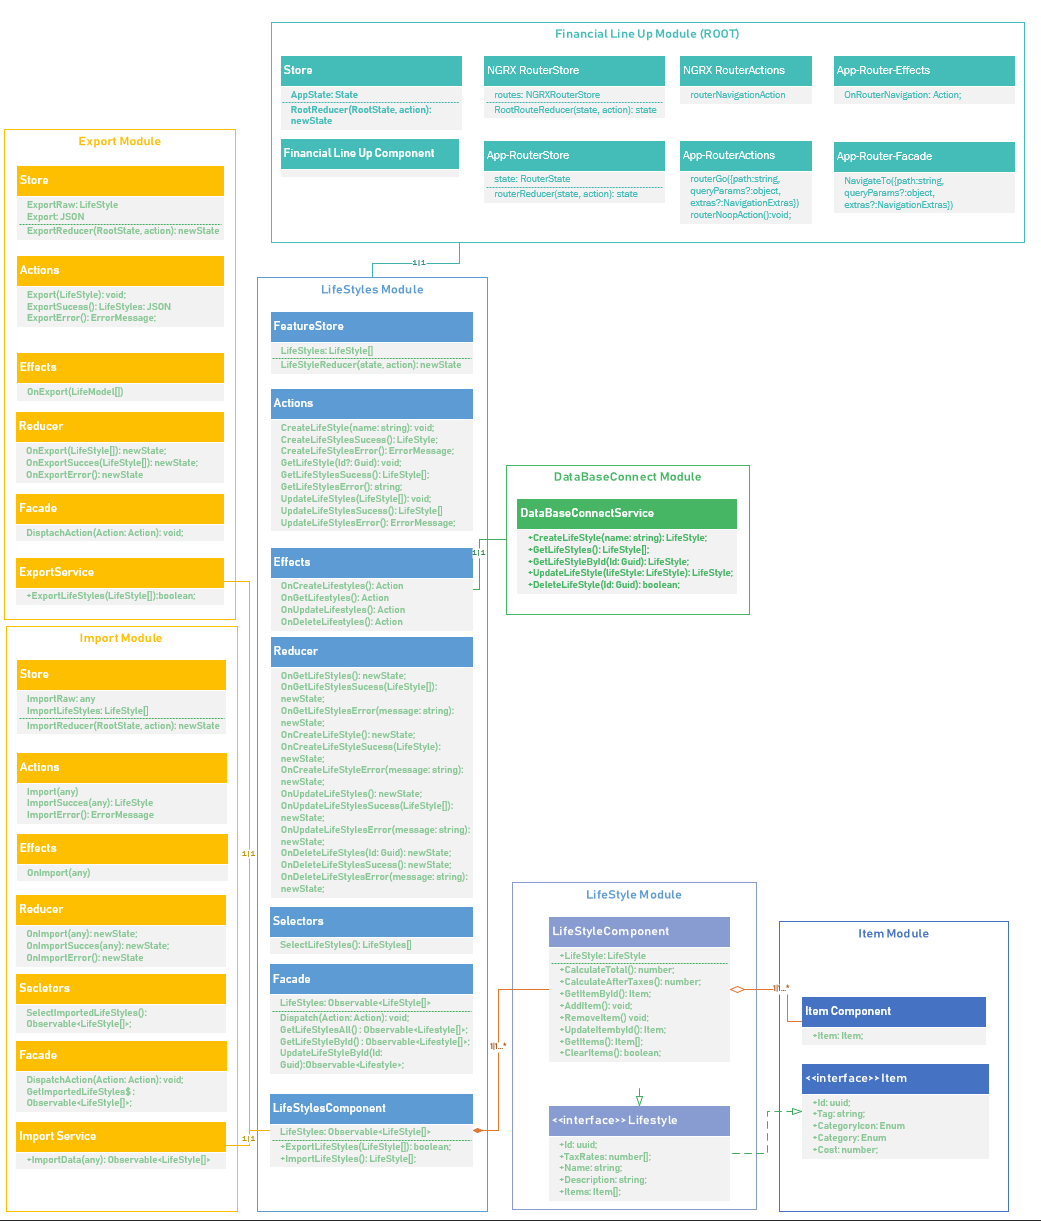 Financial Line Up Module (ROOT)
Store
AppState: State
RootReducer(RootState, action):
newState
Financial Line Up Component
NGRX RouterStore
routes: NGRXRouterStore
RootRouteReducer(state, action): state
App-RouterStore
state: RouterState
routerReducer(state, action): state
NGRX RouterActions
routerNavigationAction
App-RouterActions
routerGo({path:string,
queryParams?:object,
extras?:NavigationExtras})
routerNoopAction():void;
App-Router-Effects
OnRouterNavigation: Action;
App-Router-Facade
NavigateTo({path:string,
queryParams?:object,
extras?:NavigationExtras})
1|1
Export Module
Store
ExportRaw: LifeStyle
Export: JSON
ExportReducer(RootState, action): newState
Actions
Export(LifeStyle): void;
ExportSucess(): LifeStyles: JSON
ExportError(): ErrorMessage;
Effects
OnExport(LifeModel[])
Reducer
OnExport(LifeStyle[]): newState;
OnExportSucces(LifeStyle[]): newState;
OnExportError(): newState
Facade
DisptachAction(Action: Action): void;
ExportService
+ExportLifeStyles(LifeStyle[]):boolean;
Import Module
Store
ImportRaw: any
ImportLifeStyles: LifeStyle[]
ImportReducer(RootState, action): newState
Actions
Import(any)
ImportSucces(any): LifeStyle
ImportError(): ErrorMessage
Effects
OnImport(any)
Reducer
OnImport(any): newState;
OnImportSucces(any): newState;
OnImportError(): newState
Seclotors
SelectImportedLifeStyles():
Observable<LifeStyle[]>;
Facade
DispatchAction(Action: Action): void;
GetImportedLifeStyles$ :
Observable<LifeStyle[]>;
Import Service
+ImportData(any): Observable<LifeStyle[]>
1|1
1|1
LifeStyles Module
FeatureStore
LifeStyles: LifeStyle[]
LifeStyleReducer(state, action): newState
Actions
CreateLifeStyle(name: string): void;
CreateLifeStylesSucess(): LifeStyle;
CreateLifeStylesError(): ErrorMessage;
GetLifeStyle(Id?: Guid): void;
GetLifeStylesSucess(): LifeStyle[];
GetLifeStylesError(): string;
UpdateLifeStyles(LifeStyle[]): void;
UpdateLifeStylesSucess(): LifeStyle[]
UpdateLifeStylesError(): ErrorMessage;
Effects
OnCreateLifestyles(): Action
OnGetLifestyles(): Action
OnUpdateLifestyles(): Action
OnDeleteLifestyles(): Action
Reducer
OnGetLifeStyles(): newState;
OnGetLifeStylesSucess(LifeStyle[]):
newState;
OnGetLifeStylesError(message: string):
newState;
OnCreateLifeStyle(): newState;
OnCreateLifeStyleSucess(LifeStyle):
newState;
OnCreateLifeStyleError(message: string):
newState;
OnUpdateLifeStyles(): newState;
OnUpdateLifeStylesSucess(LifeStyle[]):
newState;
OnUpdateLifeStylesError(message: string):
newState;
OnDeleteLifeStyles(Id: Guid): newState;
OnDeleteLifeStylesSucess(): newState;
OnDeleteLifeStylesError(message: string):
newState;
Selectors
SelectLifeStyles(): LifeStyles[]
Facade
LifeStyles: Observable<LifeStyle[]>
Dispatch(Action: Action): void;
GetLifeStylesAll() : Observable<Lifestyle[]>;
GetLifeStyleById() : Observable<Lifestyle[]>;
UpdateLifeStyleById(Id:
Guid):Observable<Lifestyle>;
LifeStylesComponent
LifeStyles: Observable<LifeStyle[]>
+ExportLifeStyles(LifeStyle[]): boolean;
+ImportLifeStyles(): LifeStyle[];
1|1
DataBaseConnect Module
DataBaseConnectService
+CreateLifeStyle(name: string): LifeStyle;
+GetLifeStyles(): LifeStyle[];
+GetLifeStyleById(Id: Guid): LifeStyle;
+UpdateLifeStyle(lifeStyle: LifeStyle): LifeStyle;
+DeleteLifeStyle(Id: Guid): boolean;
1|1...*
LifeStyle Module
LifeStyleComponent
+LifeStyle: LifeStyle
+CalculateTotal(): number;
+CalculateAfterTaxes(): number;
+GetItemById(): Item;
+AddItem(): void;
+RemoveItem() void;
+UpdateItembyId(): Item;
+GetItems(): Item[];
+ClearItems(): boolean;
<<interface>> Lifestyle
+Id: uuid;
+TaxRates: number[];
+Name: string;
+Description: string;
+Items: Item[];
1|1...*
Item Module
Item Component
+Item: Item;
<<interface>> Item
+Id: uuid;
+Tag: string;
+CategoryIcon: Enum
+Category: Enum
+Cost: number;